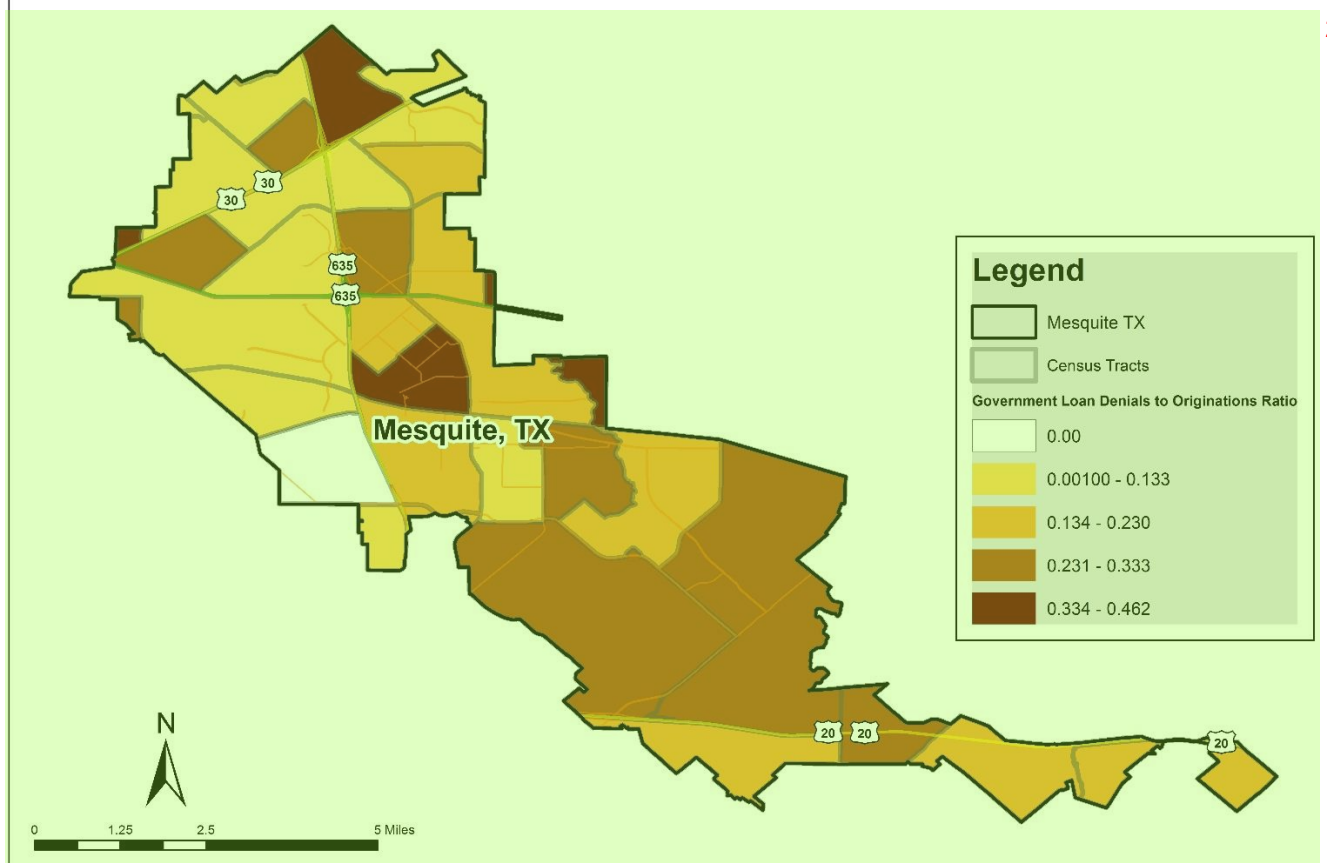 30
30
635
635
Mesquite, TX
20
20
20
Legend
Mesquite TX
Census Tracts
Government Loan Denials to Originations Ratio
0.00
0.00100 - 0.133
0.134 - 0.230
0.231 - 0.333
0.334 - 0.462
N
0 1.25 2.5 5 Miles